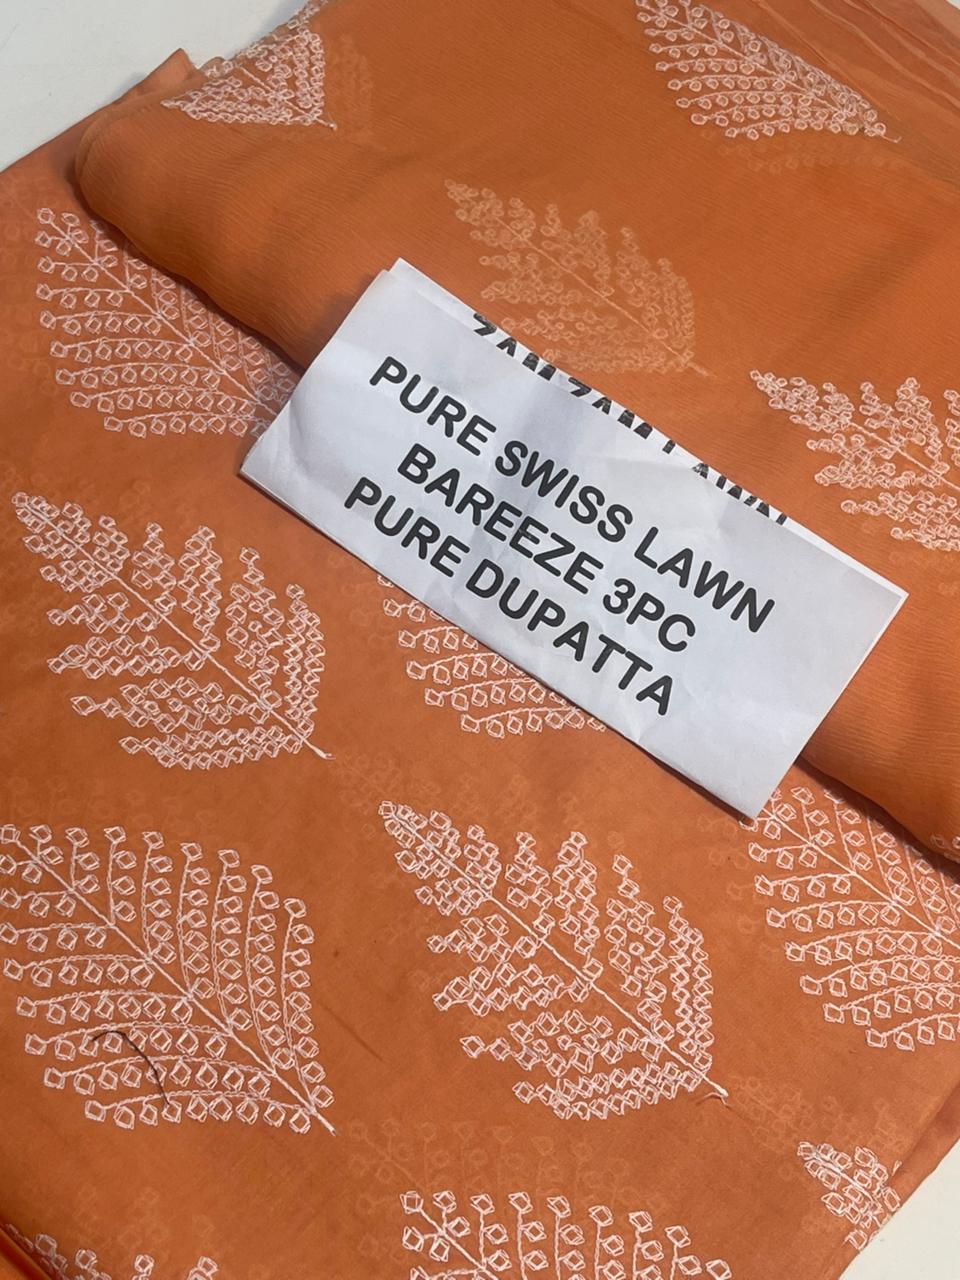 PURE SWISS LAWN
BAREEZE 3PC
PURE DUPATTA